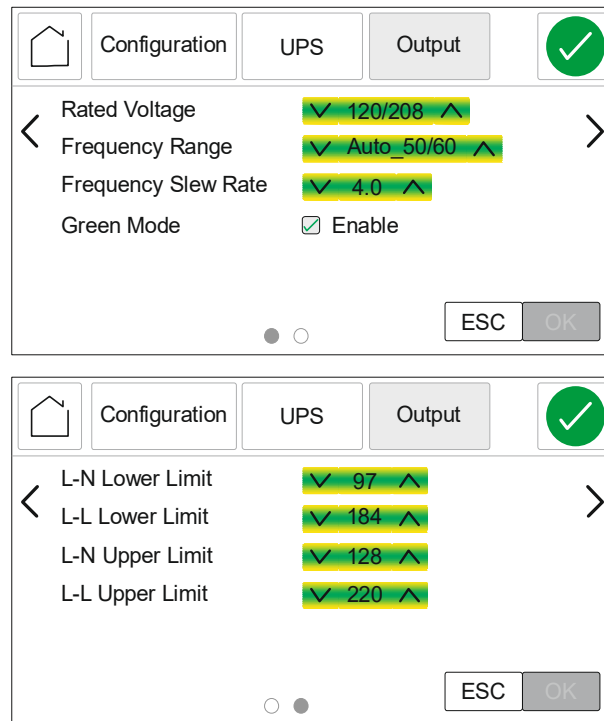 Configuration UPS Output
Rated Voltage 120/208
Frequency Range Auto_50/60
Frequency Slew Rate 4.0
Green Mode Enable
ESC OK
Configuration UPS Output
L-N Lower Limit 97
L-L Lower Limit 184
L-N Upper Limit 128
L-L Upper Limit 220
ESC OK